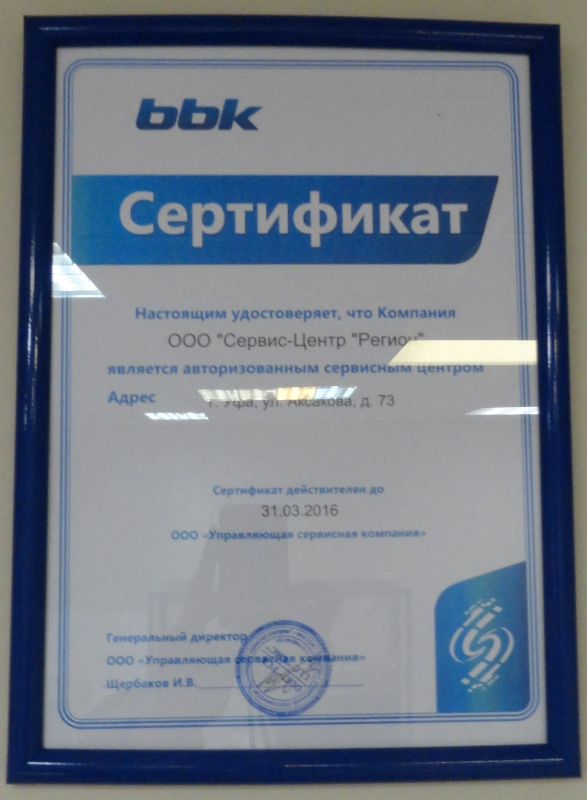 bbk
Сертификат
Настоящим удостоверяет, что Компания
ООО "Сервис-Центр "Регион"
является авторизованным сервисным центром
Адрес г. Уфа, ул. Аксакова, д. 73
Сертификат действителен до
31.03.2016
ООО «Управляющая сервисная компания»
Генеральный директор
ООО «Управляющая сервисная компания»
Щербаков И.В.